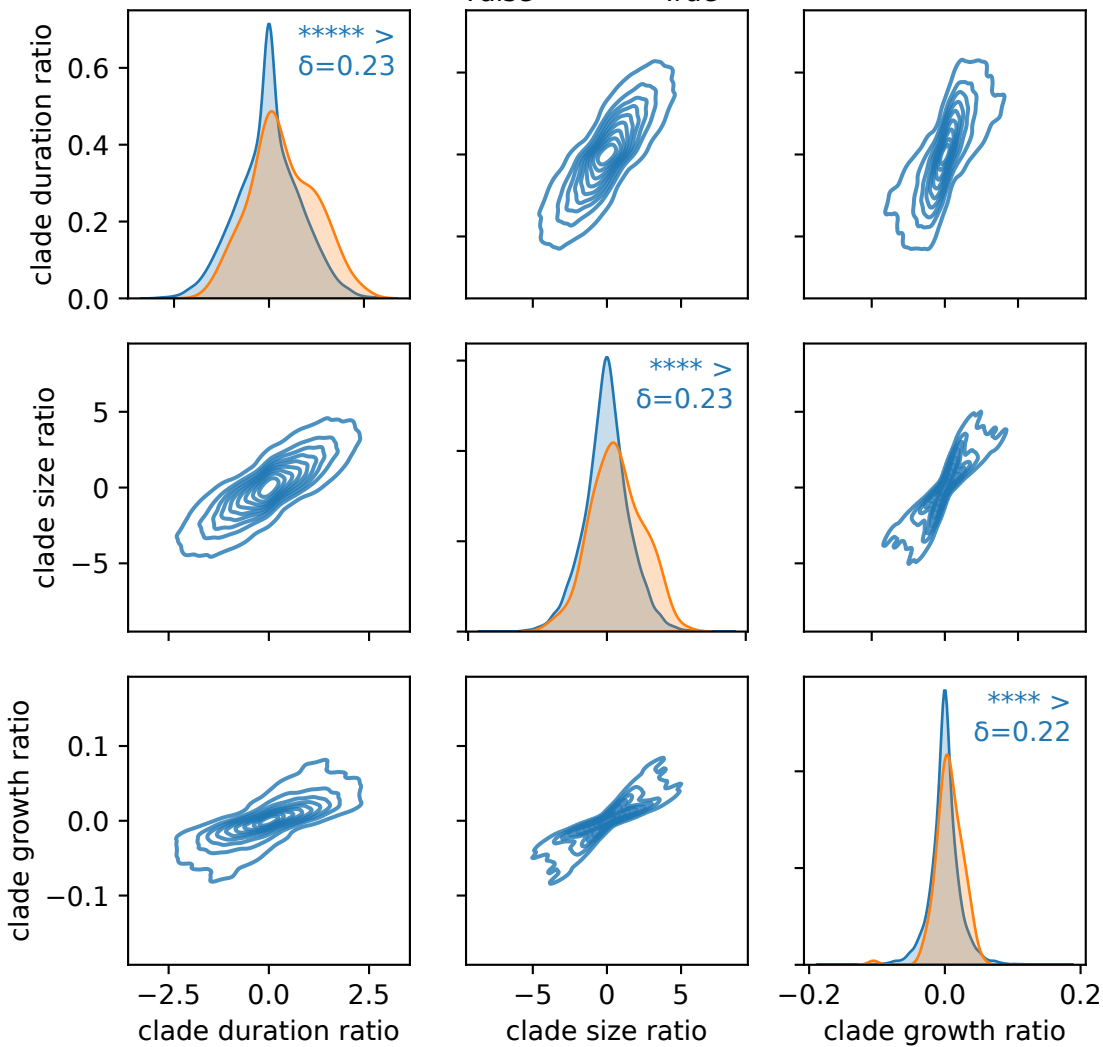 clade duration ratio
0.6
0.4
0.2
0.0
***** >
δ=0.23
clade size ratio
5
0
−5
**** >
δ=0.23
clade growth ratio
0.1
0.0
−0.1
**** >
δ=0.22
−2.5 0.0 2.5
clade duration ratio
−5 0 5
clade size ratio
−0.2 0.0 0.2
clade growth ratio